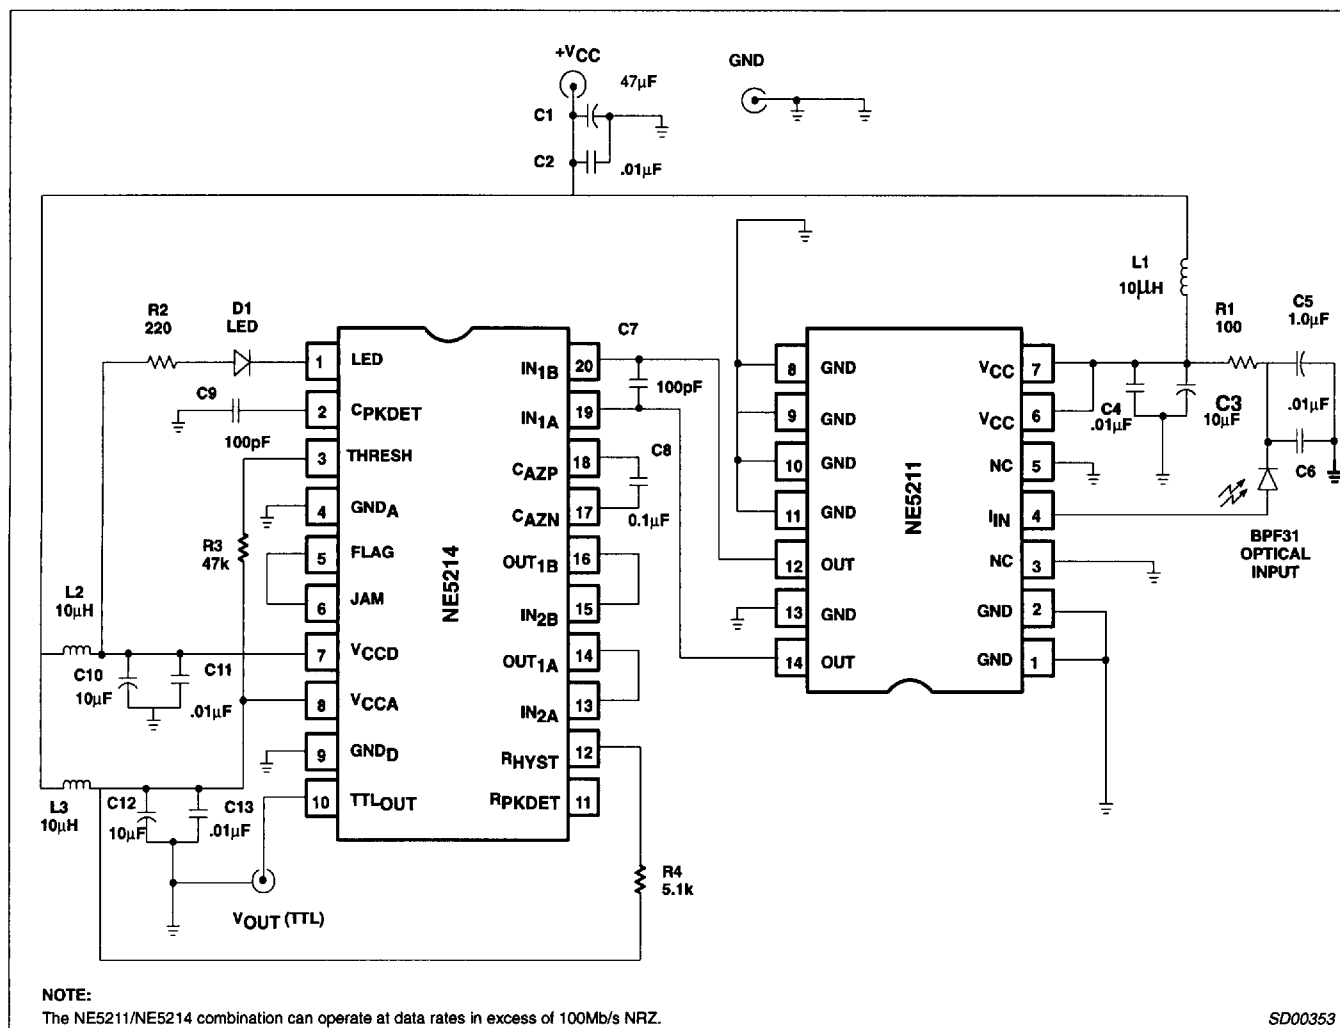 +VCC
GND
47µF
C1
C2
.01µF
L1
10µH
R1
100
C5
1.0µF
R2
220
D1
LED
C7
100pF
C9
100pF
C8
0.1µF
C4
.01µF
C3
10µF
.01µF
C6
BPF31
OPTICAL
INPUT
R3
47k
L2
10µH
C10
10µF
C11
.01µF
L3
10µH
C12
10µF
C13
.01µF
R4
5.1k
VOUT (TTL)
NE5214
1 LED
2 CPKDET
3 THRESH
4 GNDA
5 FLAG
6 JAM
7 VCCD
8 VCCA
9 GNDD
10 TTLOUT
IN1B 20
IN1A 19
CAZP 18
CAZN 17
OUT1B 16
IN2B 15
OUT1A 14
IN2A 13
RHYST 12
RPKDET 11
NE5211
8 GND
9 GND
10 GND
11 GND
12 OUT
13 GND
14 OUT
VCC 7
VCC 6
NC 5
IIN 4
NC 3
GND 2
GND 1
NOTE:
The NE5211/NE5214 combination can operate at data rates in excess of 100Mb/s NRZ.
SD00353